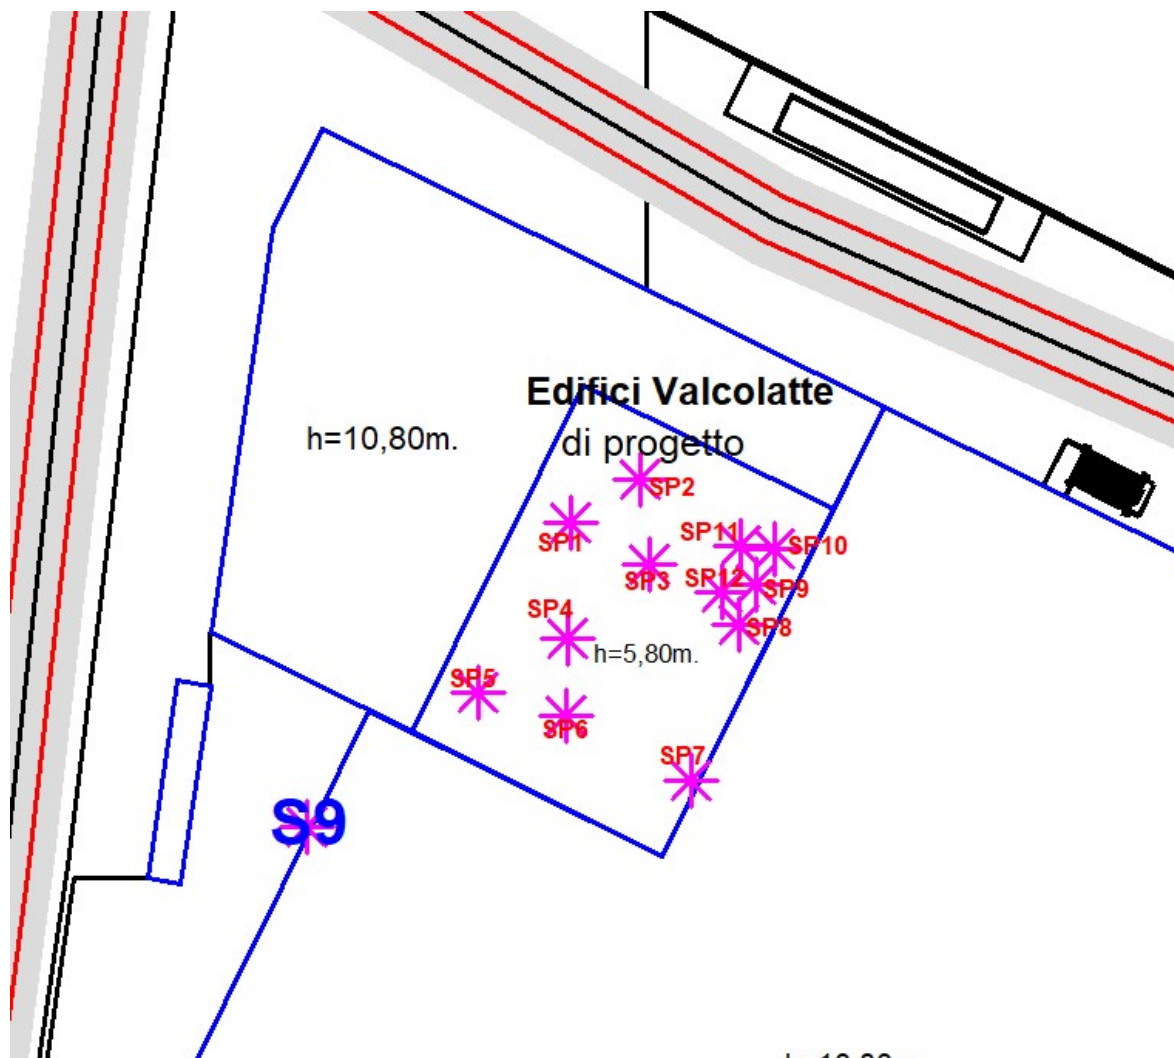 Edifici Valcolatte
di progetto
h=10,80m.
SP2
SP1
SP11
SP10
SP3
SP12
SP9
SP4
SP8
h=5,80m.
SP5
SP6
SP7
S9